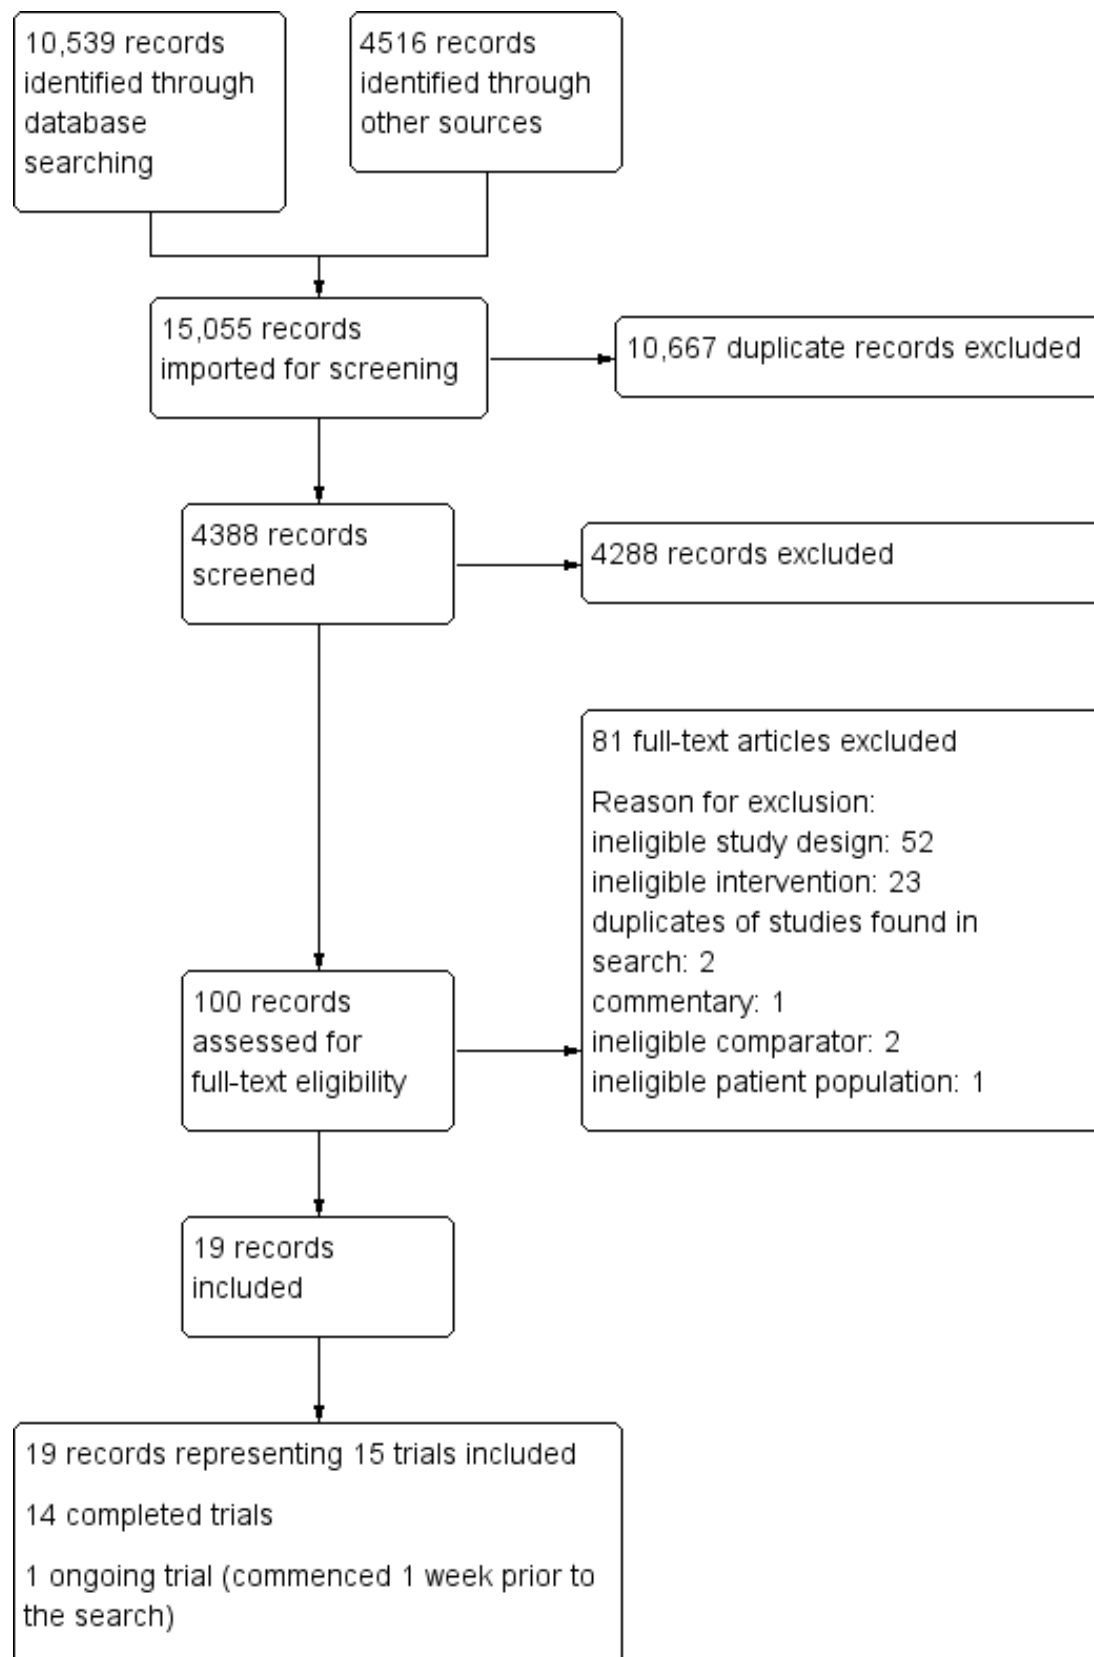 10,539 records
identified through
database
searching
4516 records
identified through
other sources
15,055 records
imported for screening
10,667 duplicate records excluded
4388 records
screened
4288 records excluded
81 full-text articles excluded
Reason for exclusion:
ineligible study design: 52
ineligible intervention: 23
duplicates of studies found in
search: 2
commentary: 1
ineligible comparator: 2
ineligible patient population: 1
100 records
assessed for
full-text eligibility
19 records
included
19 records representing 15 trials included
14 completed trials
1 ongoing trial (commenced 1 week prior to
the search)